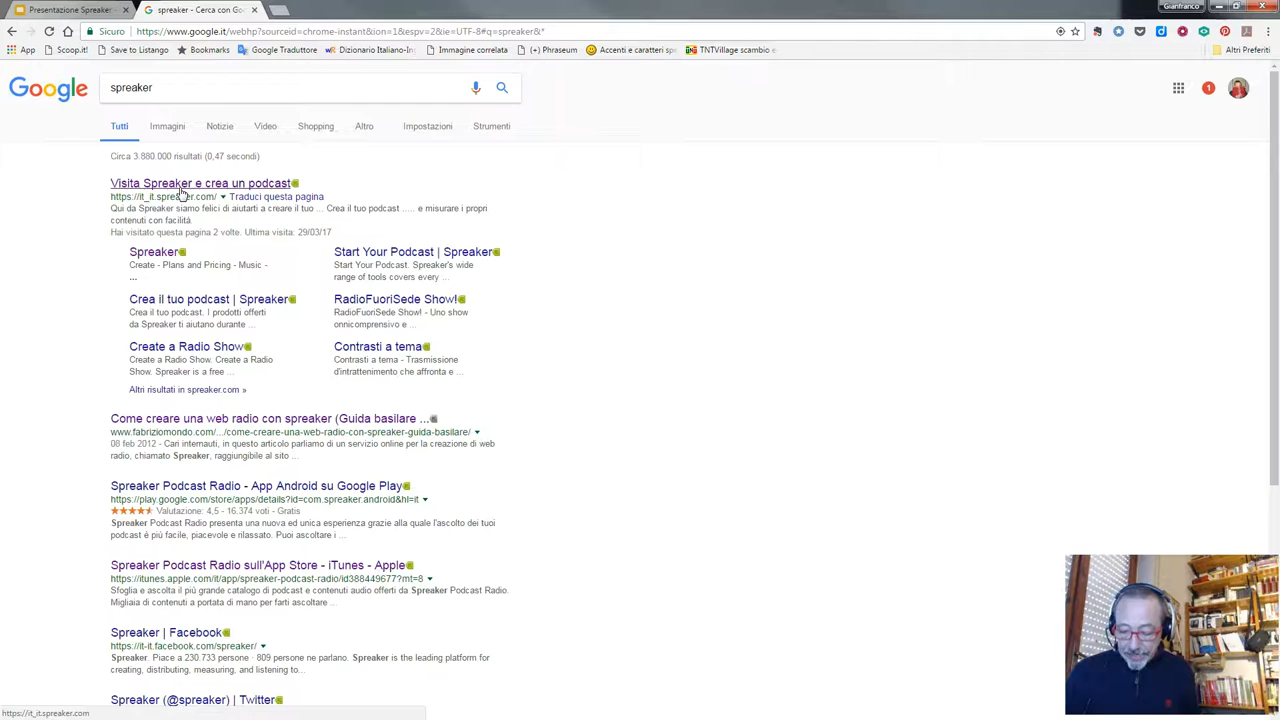 Presentazione Spreaker
spreaker - Cerca con Go
Gianfranco
Sicuro
https://www.google.it/webhp?sourceid=chrome-instant&ion=1&espv=2&ie=UTF-8#q=spreaker&*
App
Scoop.it!
Save to Listango
Bookmarks
Google Traduttore
Dizionario Italiano-In
Immagine correlata
(+) Phraseum
Accenti e caratteri sp
TNTVillage scambio e
Altri Preferiti
Google
spreaker
1
Tutti
Immagini
Notizie
Video
Shopping
Altro
Impostazioni
Strumenti
Circa 3.880.000 risultati (0,47 secondi)
Visita Spreaker e crea un podcast
https://it_it.spreaker.com/ Traduci questa pagina
Qui da Spreaker siamo felici di aiutarti a creare il tuo ... Crea il tuo podcast ..... e misurare i propri
contenuti con facilità.
Hai visitato questa pagina 2 volte. Ultima visita: 29/03/17
Spreaker
Create - Plans and Pricing - Music -
...
Start Your Podcast | Spreaker
Start Your Podcast. Spreaker's wide
range of tools covers every ...
Crea il tuo podcast | Spreaker
Crea il tuo podcast. I prodotti offerti
da Spreaker ti aiutano durante ...
RadioFuoriSede Show!
RadioFuoriSede Show! - Uno show
onnicomprensivo e ...
Create a Radio Show
Create a Radio Show. Create a Radio
Show. Spreaker is a free ...
Contrasti a tema
Contrasti a tema - Trasmissione
d'intrattenimento che affronta e ...
Altri risultati in spreaker.com »
Come creare una web radio con spreaker (Guida basilare ...
www.fabriziomondo.com/.../come-creare-una-web-radio-con-spreaker-guida-basilare/
08 feb 2012 - Cari internauti, in questo articolo parliamo di un servizio online per la creazione di web
radio, chiamato Spreaker, raggiungibile al sito ...
Spreaker Podcast Radio - App Android su Google Play
https://play.google.com/store/apps/details?id=com.spreaker.android&hl=it
Valutazione: 4,5 - 16.374 voti - Gratis
Spreaker Podcast Radio presenta una nuova ed unica esperienza grazie alla quale l'ascolto dei tuoi
podcast è più facile, piacevole e rilassato. Puoi ascoltare i ...
Spreaker Podcast Radio sull'App Store - iTunes - Apple
https://itunes.apple.com/it/app/spreaker-podcast-radio/id388449677?mt=8
Sfoglia e ascolta il più grande catalogo di podcast e contenuti audio offerti da Spreaker Podcast Radio.
Migliaia di contenuti a portata di mano per farti ascoltare ...
Spreaker | Facebook
https://it-it.facebook.com/spreaker/
Spreaker. Piace a 230.733 persone · 809 persone ne parlano. Spreaker is the leading platform for
creating, distributing, measuring, and listening to...
Spreaker (@spreaker) | Twitter
https://it_it.spreaker.com